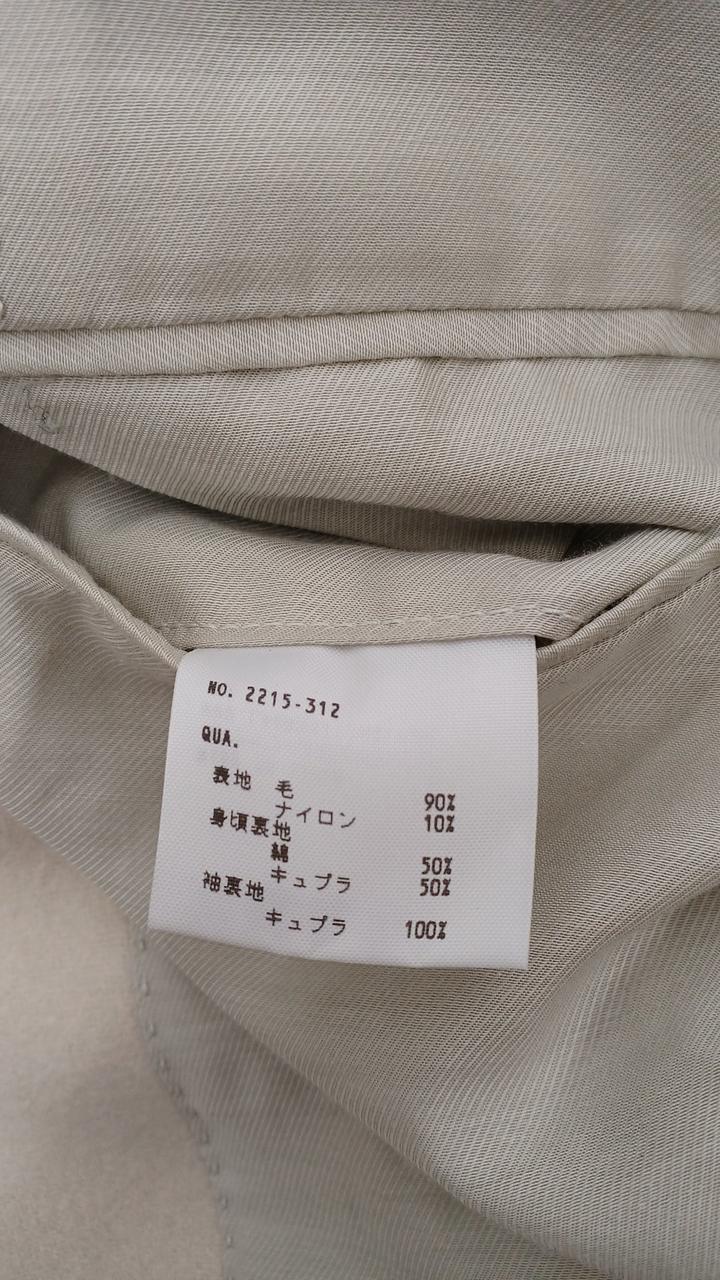 NO. 2215-312
QUA.
表地 毛 90%
ナイロン 10%
身頃裏地
綿 50%
キュプラ 50%
袖裏地
キュプラ 100%